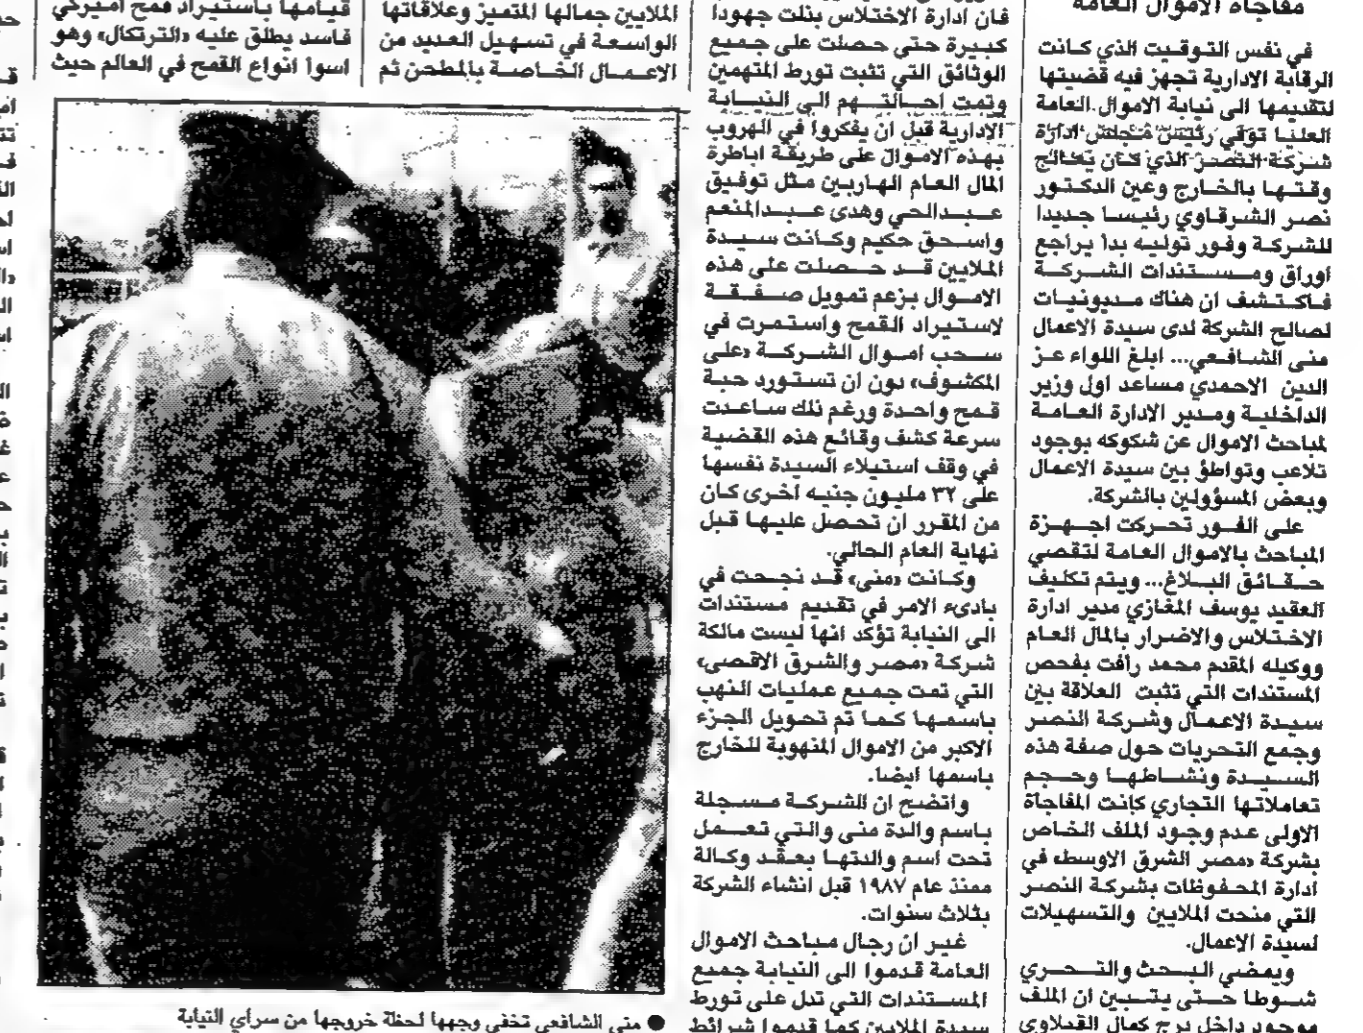 مفاجأة الاموال العامة
في نفس التوقيت الذي كانت
الرقابة الادارية تجهز فيه قضيتها
لتقديمها الى نيابة الاموال العامة
العليا توفي رئيس مجلس ادارة
شركة النصر الذي كان يعالج
وقتها بالخارج وعين الدكتور
نصر الشرقاوي رئيسا جديدا
للشركة وفور توليه بدأ يراجع
اوراق ومستندات الشركة
فاكتشف ان هناك مديونيات
لصالح الشركة لدى سيدة الاعمال
منى الشافعي... ابلغ اللواء عز
الدين الاحمدي مساعد اول وزير
الداخلية ومدير الادارة العامة
لمباحث الاموال عن شكوكه بوجود
تلاعب وتواطؤ بين سيدة الاعمال
وبعض المسؤولين بالشركة.
على الفور تحركت اجهزة
المباحث بالاموال العامة لتقصي
حقائق البلاغ... ويتم تكليف
العقيد يوسف المغازي مدير ادارة
الاختلاس والاضرار بالمال العام
ووكيله المقدم محمد رأفت بفحص
المستندات التي تثبت العلاقة بين
سيدة الاعمال وشركة النصر
وجمع التحريات حول صفة هذه
السيدة ونشاطها وحجم
تعاملاتها التجاري كانت المفاجأة
الاولى عدم وجود الملف الخاص
بشركة «مصر الشرق الاوسط» في
ادارة المحفوظات بشركة النصر
التي منحت الملايين والتسهيلات
لسيدة الاعمال.
ويمضي البحث والتحري
شوطا حتى يتبين ان الملف
موجود داخل برج كمال القبلاوي
فان ادارة الاختلاس بذلت جهودا
كبيرة حتى حصلت على جميع
الوثائق التي تثبت تورط المتهمين
وتمت احالتهم الى النيابة
الادارية قبل ان يفكروا في الهروب
بهذه الاموال على طريقة اباطرة
المال العام الهاربين مثل توفيق
عبدالحي وهدى عبدالمنعم
واسحق حكيم وكانت سيدة
الملايين قد حصلت على هذه
الاموال بزعم تمويل صفقة
لاستيراد القمح واستمرت في
سحب اموال الشركة «على
المكشوف» دون ان تستورد حبة
قمح واحدة ورغم ذلك ساعدت
سرعة كشف وقائع هذه القضية
في وقف استيلاء السيدة نفسها
على ٣٢ مليون جنيه اخرى كان
من المقرر ان تحصل عليها قبل
نهاية العام الحالي.
وكانت «منى» قد نجحت في
بادىء الامر في تقديم مستندات
الى النيابة تؤكد انها ليست مالكة
شركة «مصر والشرق الاقصى»
التي تمت جميع عمليات النهب
باسمها كما تم تحويل الجزء
الاكبر من الاموال المنهوبة للخارج
باسمها ايضا.
واتضح ان الشركة مسجلة
باسم والدة منى والتي تعمل
تحت اسم والدتها بعقد وكالة
ممنذ عام ١٩٨٧ قبل انشاء الشركة
بثلاث سنوات.
غير ان رجال مباحث الاموال
العامة قدموا الى النيابة جميع
المستندات التي تدل على تورط
سيدة الملايين كما قدموا شرائط
الملايين جمالها المتميز وعلاقاتها
الواسعة في تسهيل العديد من
الاعمال الخاصة بالمطحن ثم
قيامها باستيراد قمح اميركي
فاسد يطلق عليه «الترتكال» وهو
اسوأ انواع القمح في العالم حيث
● منى الشافعي تخفي وجهها لحظة خروجها من سراي النيابة